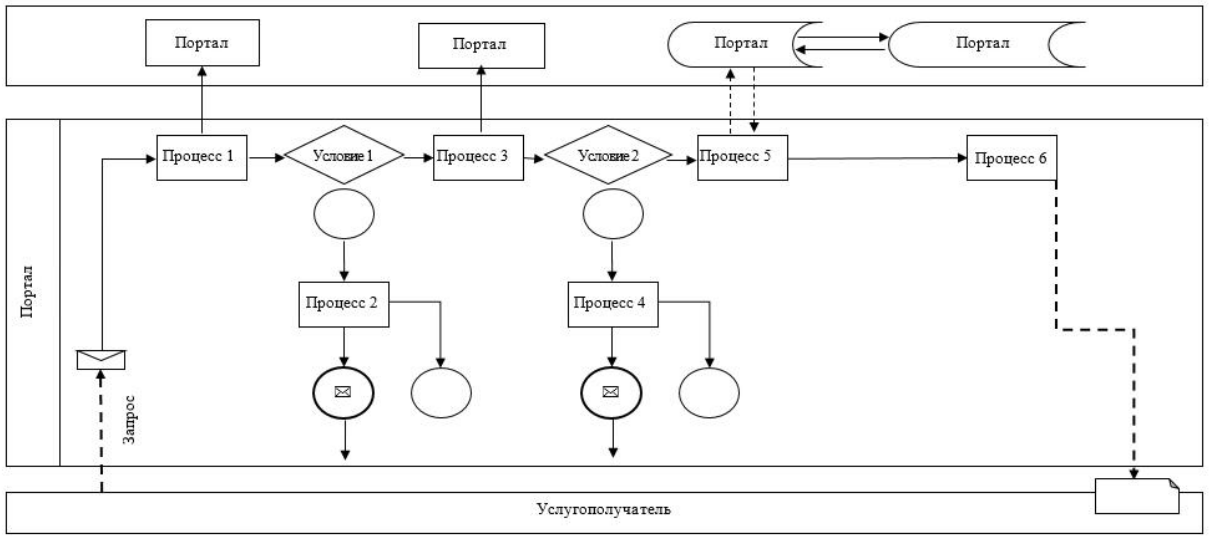 Портал
Портал
Портал
Портал
Процесс 1
Условие 1
Процесс 3
Условие 2
Процесс 5
Процесс 6
Портал
Процесс 2
Процесс 4
Запрос
Услугополучатель